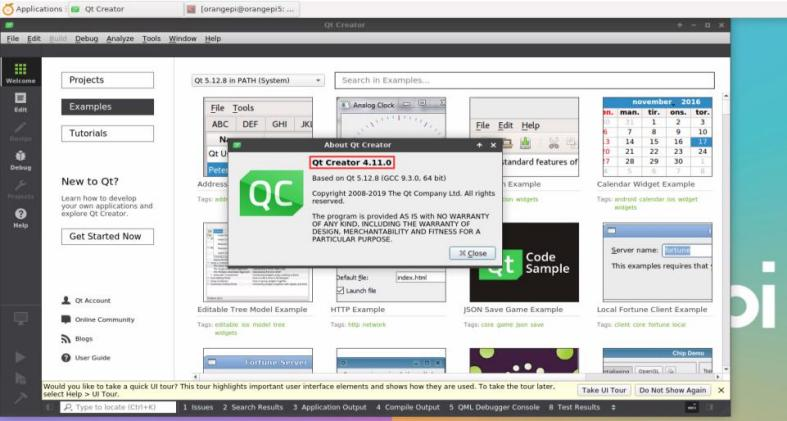 Applications
Qt Creator
[orangepi@orangepi5: ...
Qt Creator
File Edit Build Debug Analyze Tools Window Help
Welcome
Edit
Design
Debug
Projects
Help
Projects
Examples
Tutorials
New to Qt?
Learn how to develop
your own applications and
explore Qt Creator.
Get Started Now
Qt Account
Online Community
Blogs
User Guide
Qt 5.12.8 in PATH (System)
Search in Examples...
File Tools
ABC DEF GHI JKL
Analog Clock
File Edit Help
standard features of
november 2016
man. tir. ons. tor.
31 1 2 3
6 7 8 9 10
13 14 15 16 17
20 21 22 23 24
27 28 29 30 1
4 5 6 7 8
Address
Tags:
Example
widgets
Calendar Widget Example
Tags: android calendar ios widget
widgets
About Qt Creator
Qt Creator 4.11.0
Based on Qt 5.12.8 (GCC 9.3.0, 64 bit)
Copyright 2008-2019 The Qt Company Ltd. All rights
reserved.
The program is provided AS IS with NO WARRANTY
OF ANY KIND, INCLUDING THE WARRANTY OF
DESIGN, MERCHANTABILITY AND FITNESS FOR A
PARTICULAR PURPOSE.
Close
QC
Default file: index.html
Launch file
Qt Code
Sample
Server name: fortune
This examples requires that
Editable Tree Model Example
Tags: editable ios model tree
widgets
HTTP Example
Tags: http network
JSON Save Game Example
Tags: core game json save
Local Fortune Client Example
Tags: client core fortune local
Fortune Server
Chip Demo
OpenGL
Would you like to take a quick UI tour? This tour highlights important user interface elements and shows how they are used. To take the tour later,
select Help > UI Tour.
Take UI Tour
Do Not Show Again
Type to locate (Ctrl+K)
1 Issues 2 Search Results 3 Application Output 4 Compile Output 5 QML Debugger Console 8 Test Results
pi